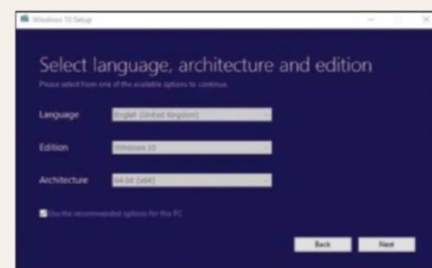 Windows 10 Setup
Select language, architecture and edition
Please select from one of the available options to continue.
Language
English (United Kingdom)
Edition
Windows 10
Architecture
64-bit (x64)
Use the recommended options for this PC
Back
Next